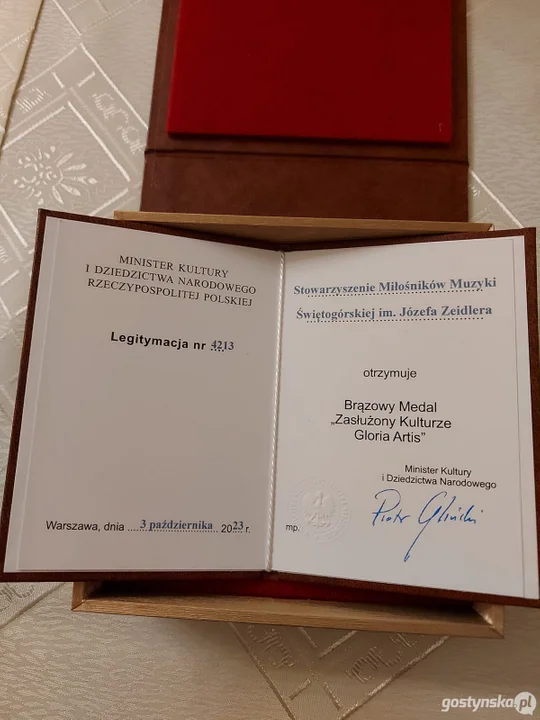 MINISTER KULTURY
I DZIEDZICTWA NARODOWEGO
RZECZYPOSPOLITEJ POLSKIEJ
Legitymacja nr 4213
Warszawa, dnia 3 października 2023 r.
Stowarzyszenie Miłośników Muzyki
Świętogórskiej im. Józefa Zeidlera
otrzymuje
Brązowy Medal
„Zasłużony Kulturze
Gloria Artis”
Minister Kultury
i Dziedzictwa Narodowego
Piotr Gliński
mp.
gostynska.pl